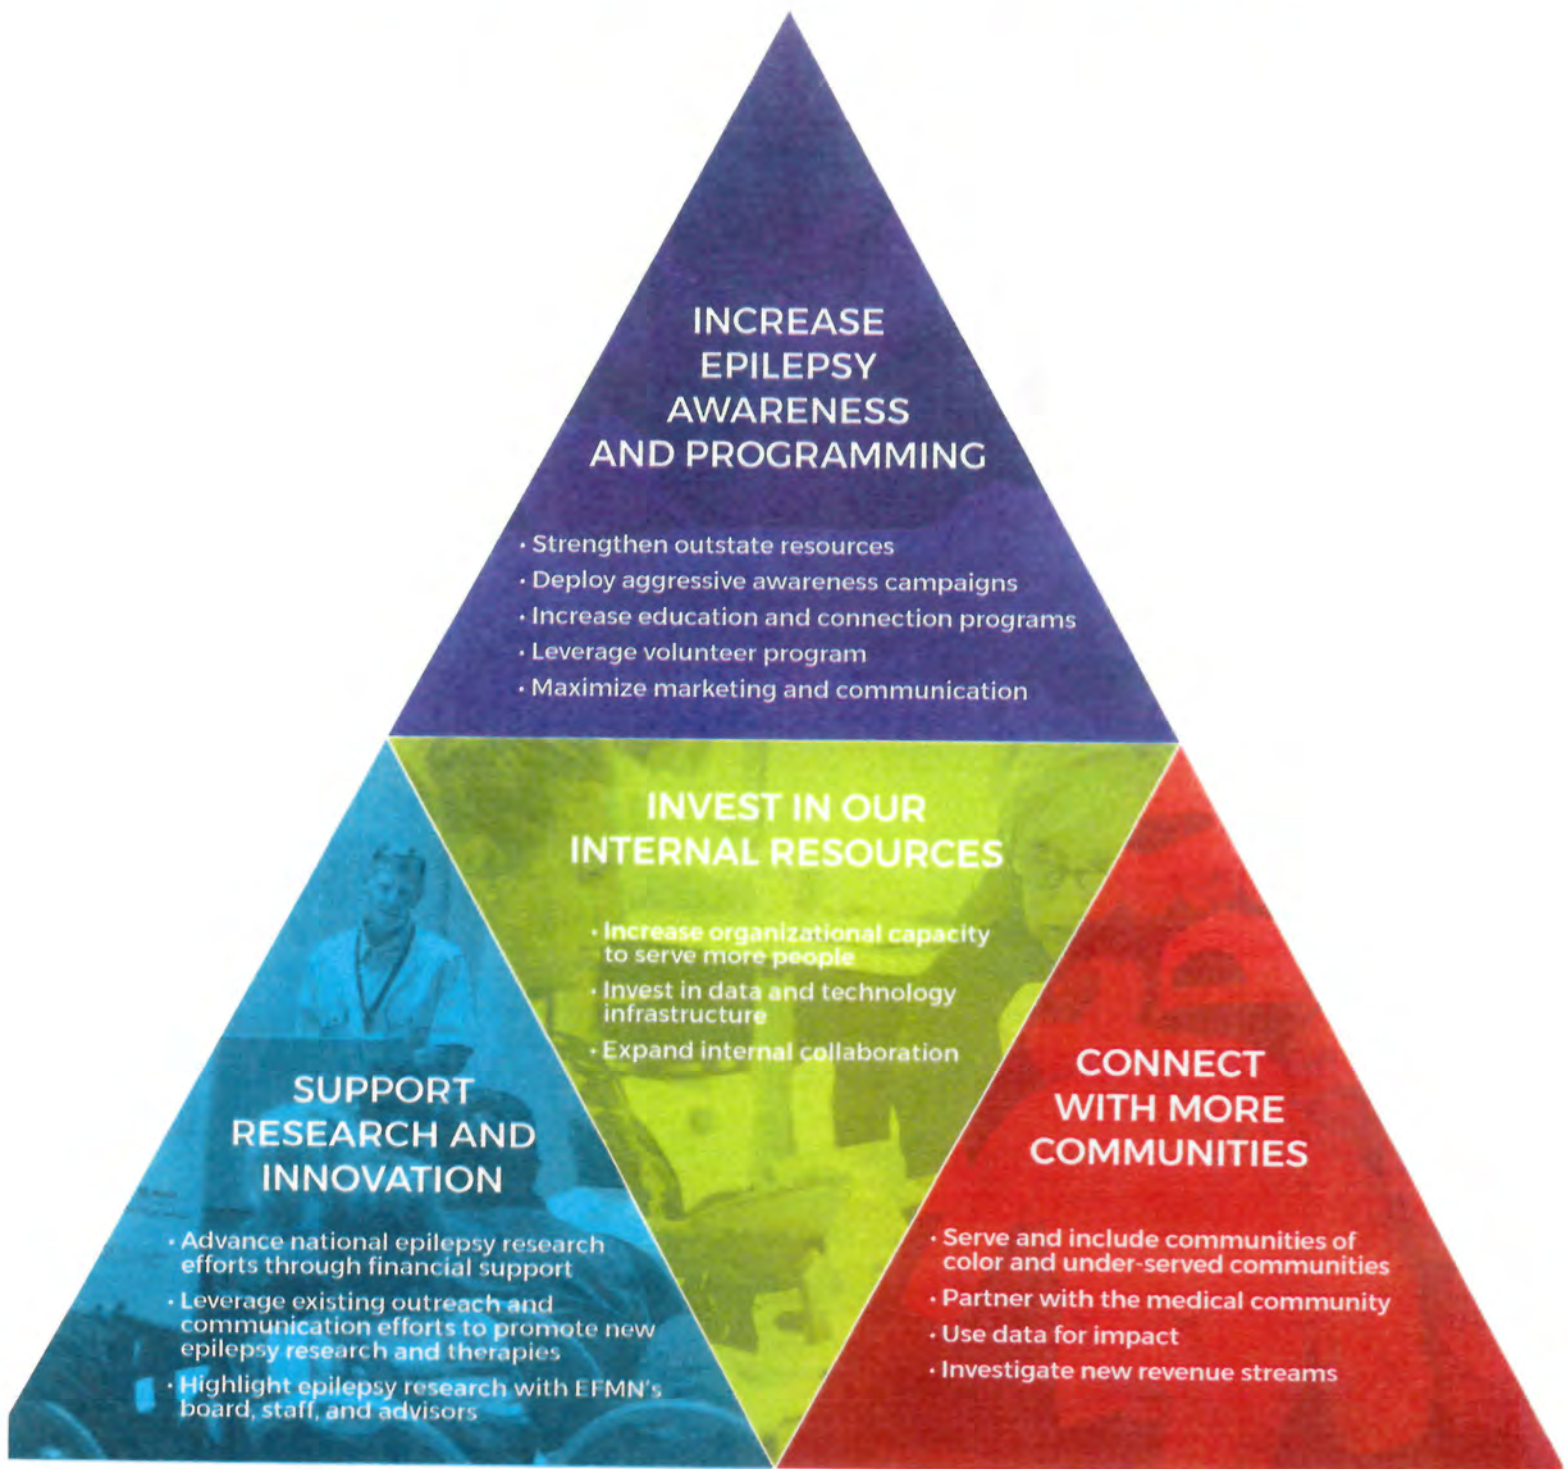 INCREASE
EPILEPSY
AWARENESS
AND PROGRAMMING
· Strengthen outstate resources
· Deploy aggressive awareness campaigns
· Increase education and connection programs
· Leverage volunteer program
· Maximize marketing and communication
INVEST IN OUR
INTERNAL RESOURCES
· Increase organizational capacity
to serve more people
· Invest in data and technology
infrastructure
· Expand internal collaboration
SUPPORT
RESEARCH AND
INNOVATION
· Advance national epilepsy research
efforts through financial support
· Leverage existing outreach and
communication efforts to promote new
epilepsy research and therapies
· Highlight epilepsy research with EFMN's
board, staff, and advisors
CONNECT
WITH MORE
COMMUNITIES
· Serve and include communities of
color and under-served communities
· Partner with the medical community
· Use data for impact
· Investigate new revenue streams